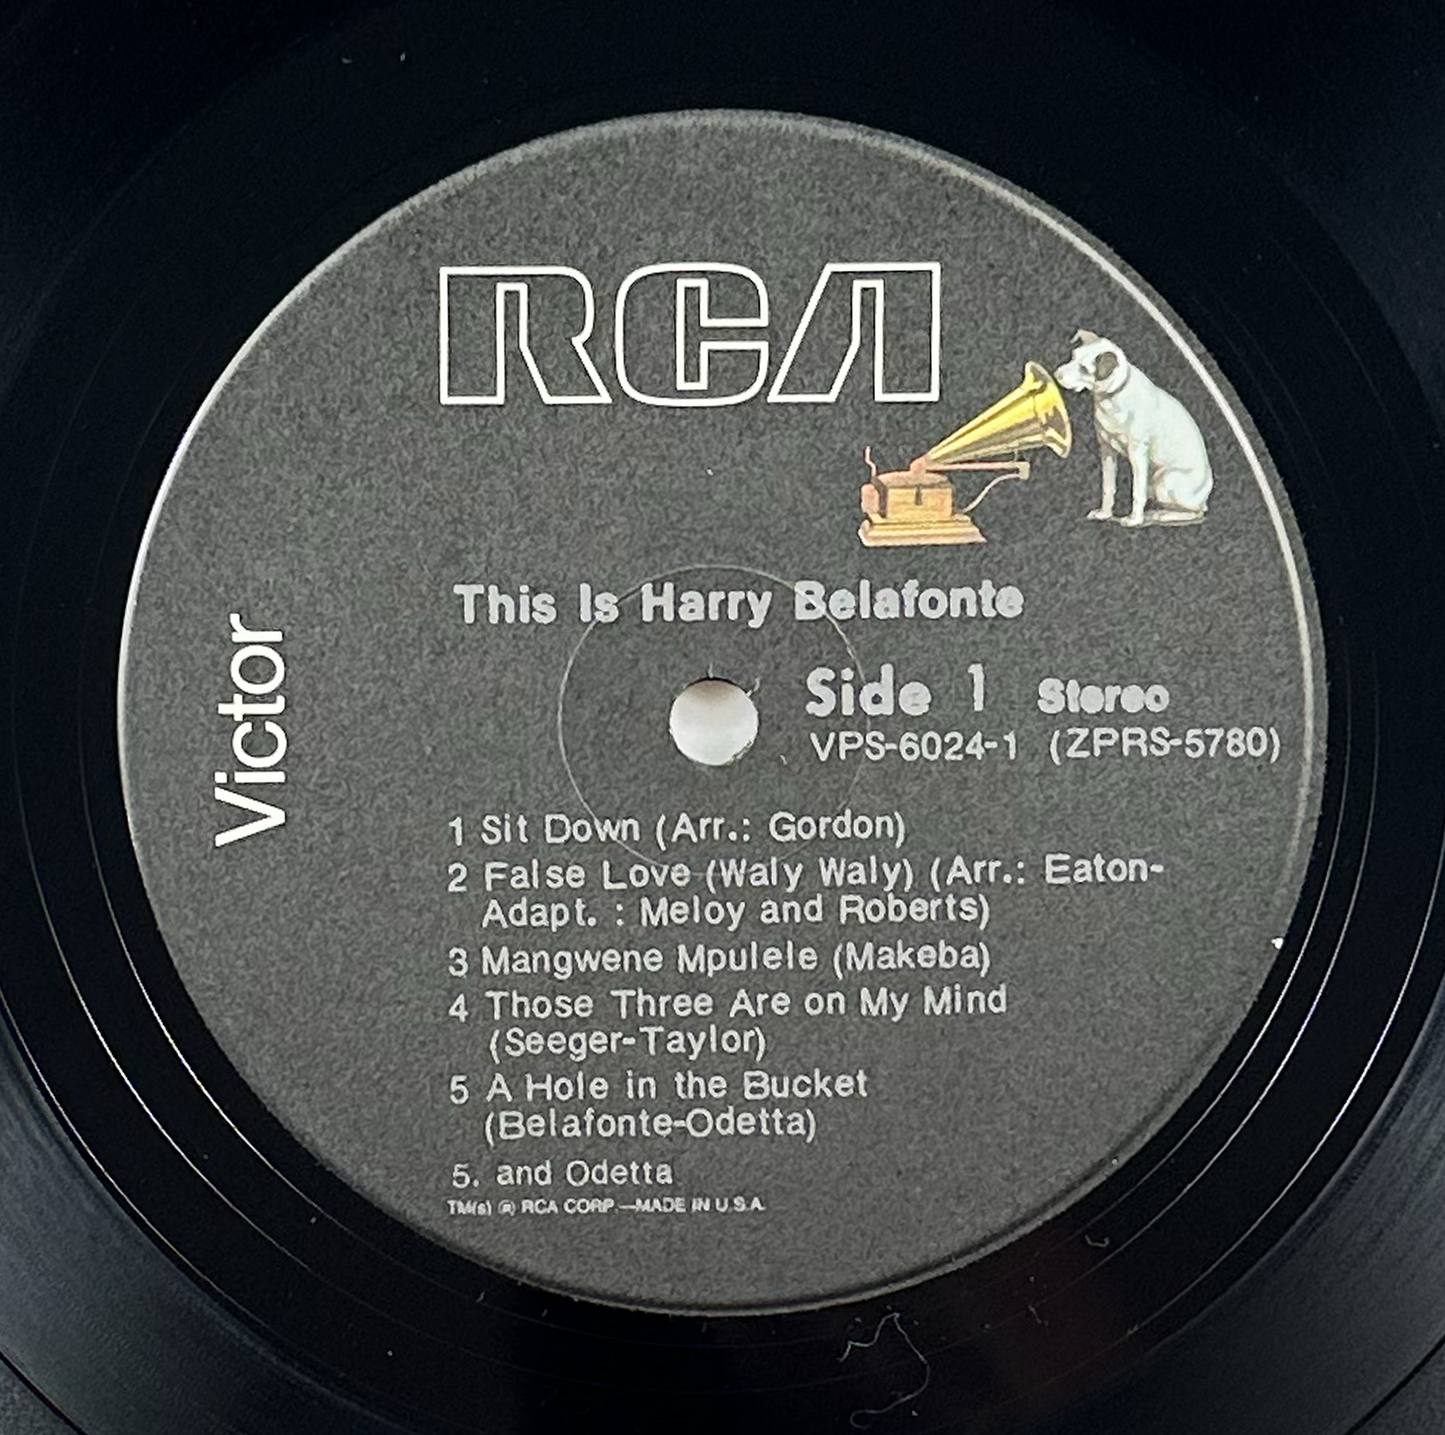 RCA
Victor
This Is Harry Belafonte
Side 1 Stereo
VPS-6024-1 (ZPRS-5780)
1 Sit Down (Arr.: Gordon)
2 False Love (Waly Waly) (Arr.: Eaton-
Adapt. : Meloy and Roberts)
3 Mangwene Mpulele (Makeba)
4 Those Three Are on My Mind
(Seeger-Taylor)
5 A Hole in the Bucket
(Belafonte-Odetta)
5. and Odetta
TM(s) ® RCA CORP.—MADE IN U.S.A.